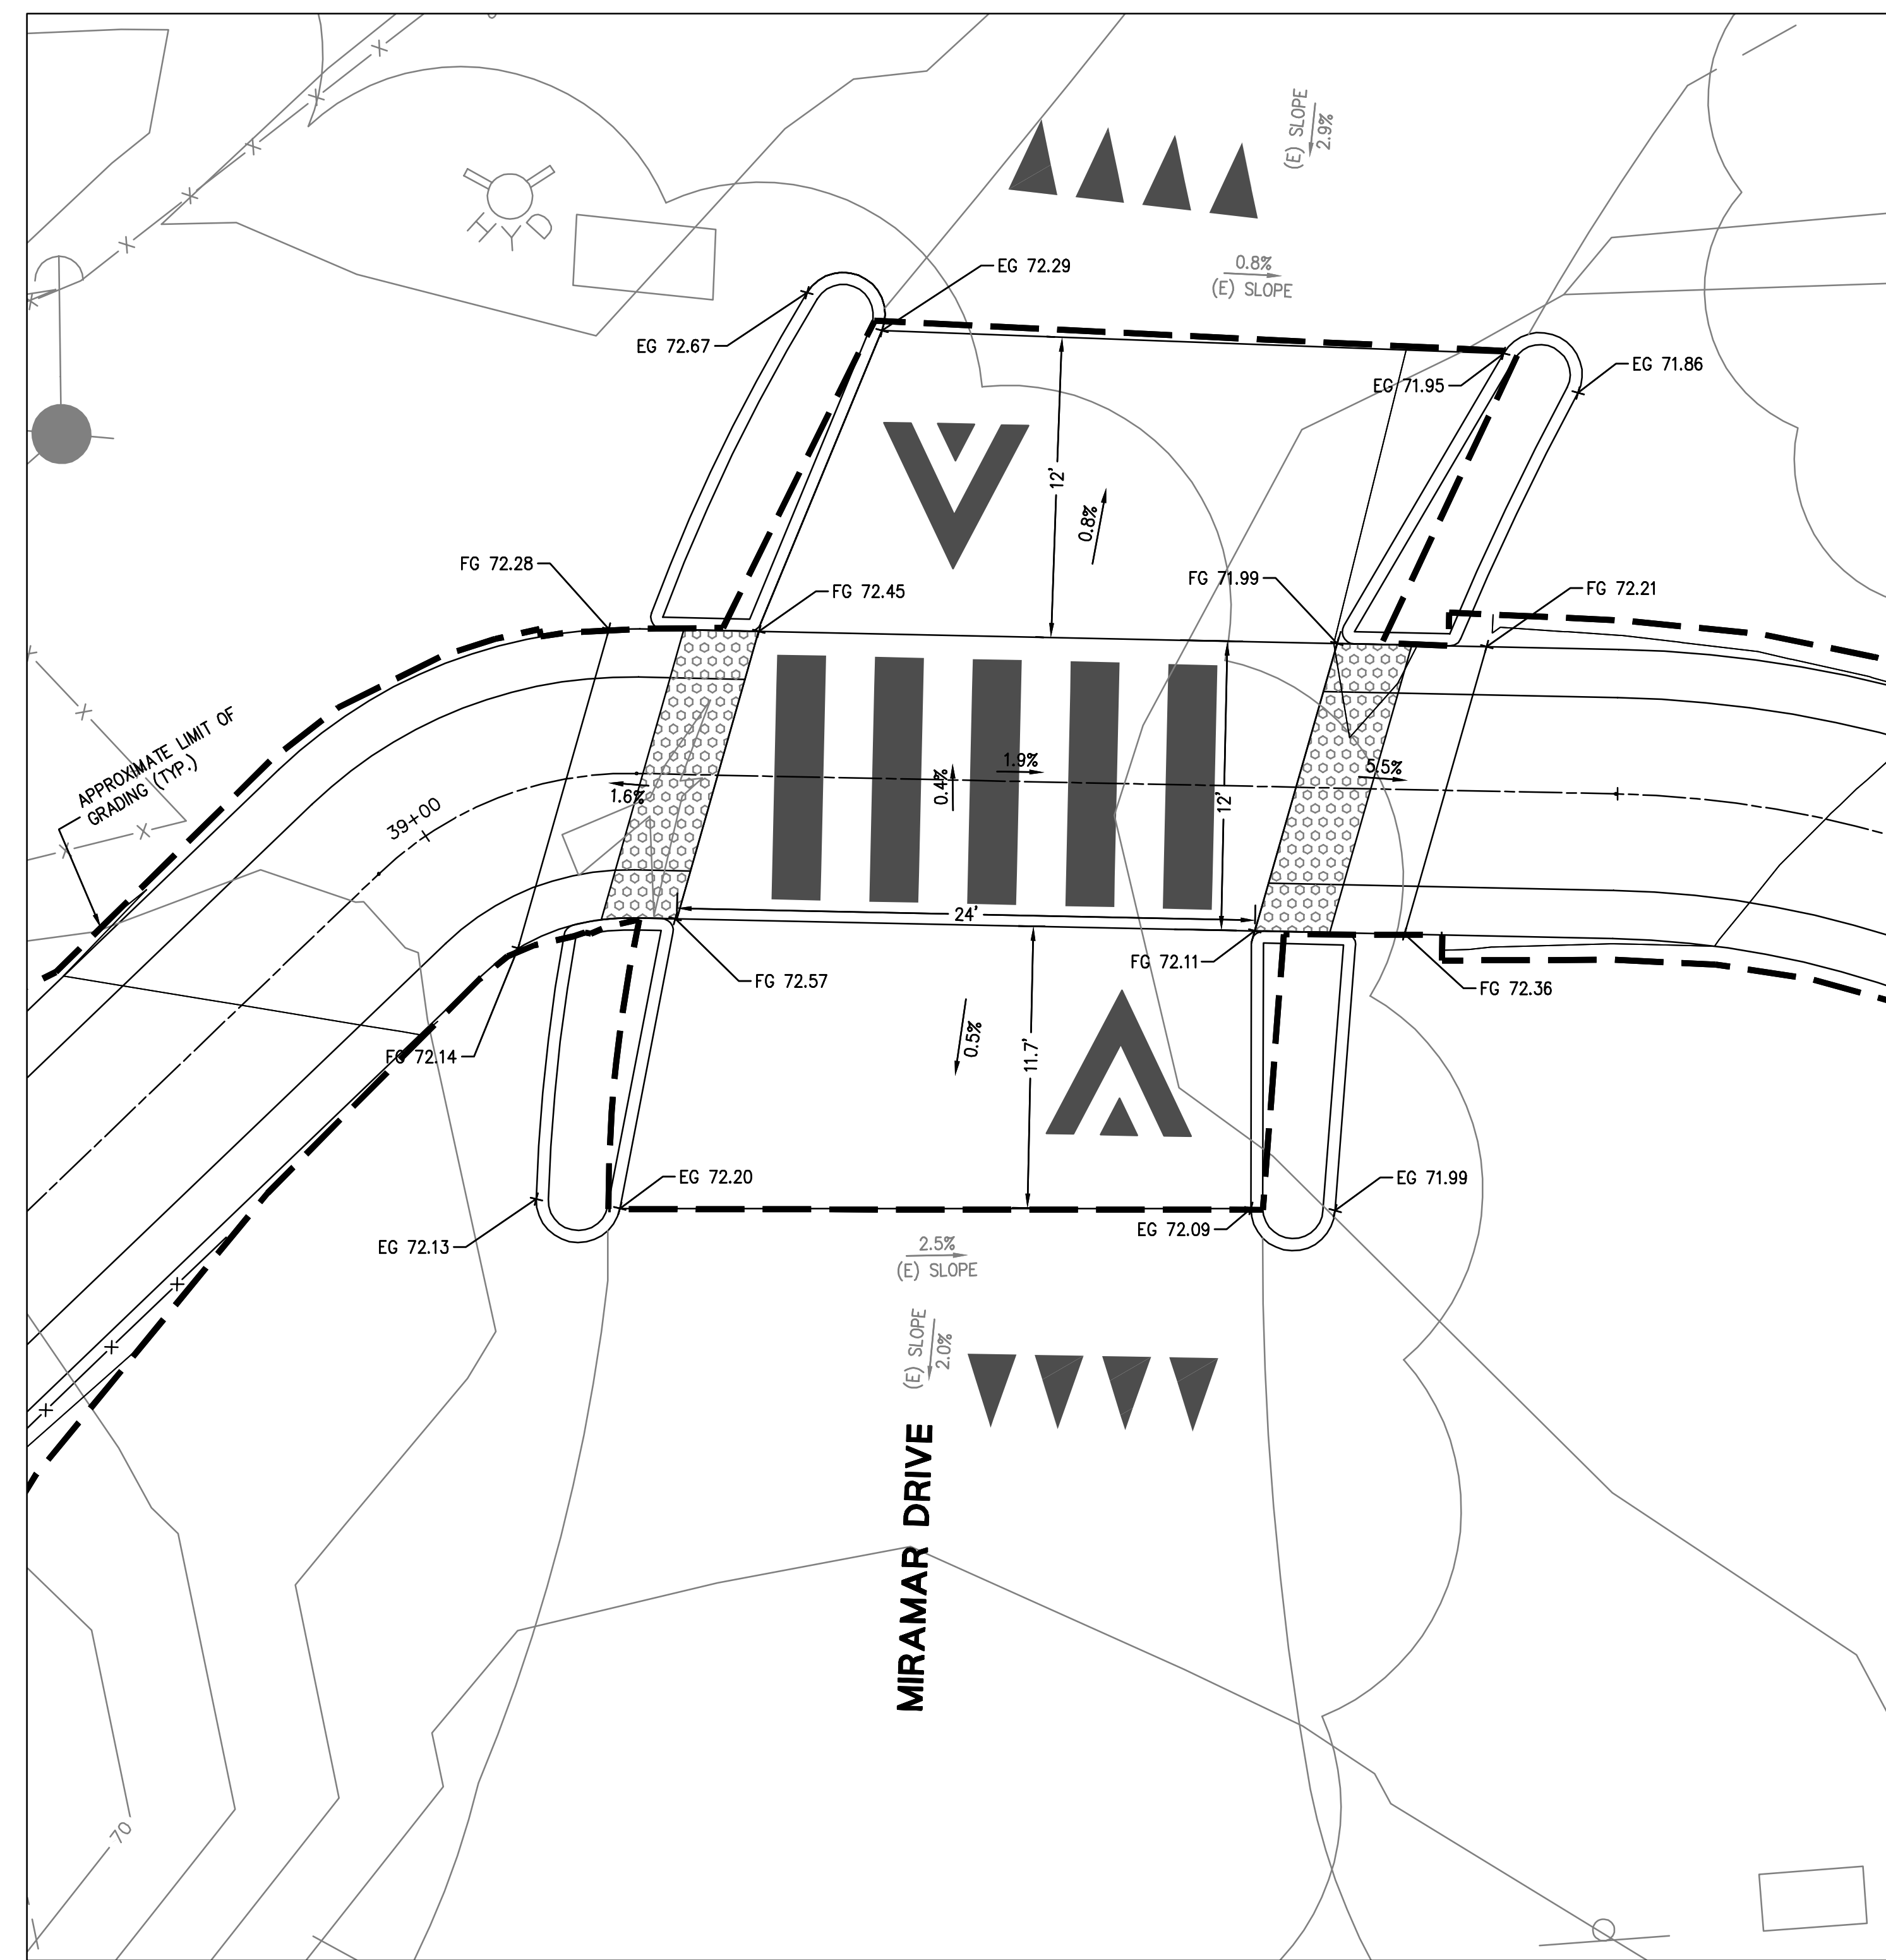 (E) SLOPE
2.9%
HYD
0.8%
(E) SLOPE
EG 72.29
EG 72.67
EG 71.95
EG 71.86
12'
0.8%
FG 72.28
FG 72.45
FG 71.99
FG 72.21
APPROXIMATE LIMIT OF
GRADING (TYP.)
39+00
1.6%
0.4%
1.9%
12'
5.5%
24'
FG 72.57
FG 72.11
FG 72.36
FG 72.14
0.5%
11.7'
EG 72.20
EG 72.13
EG 72.09
EG 71.99
2.5%
(E) SLOPE
(E) SLOPE
2.0%
MIRAMAR DRIVE
70